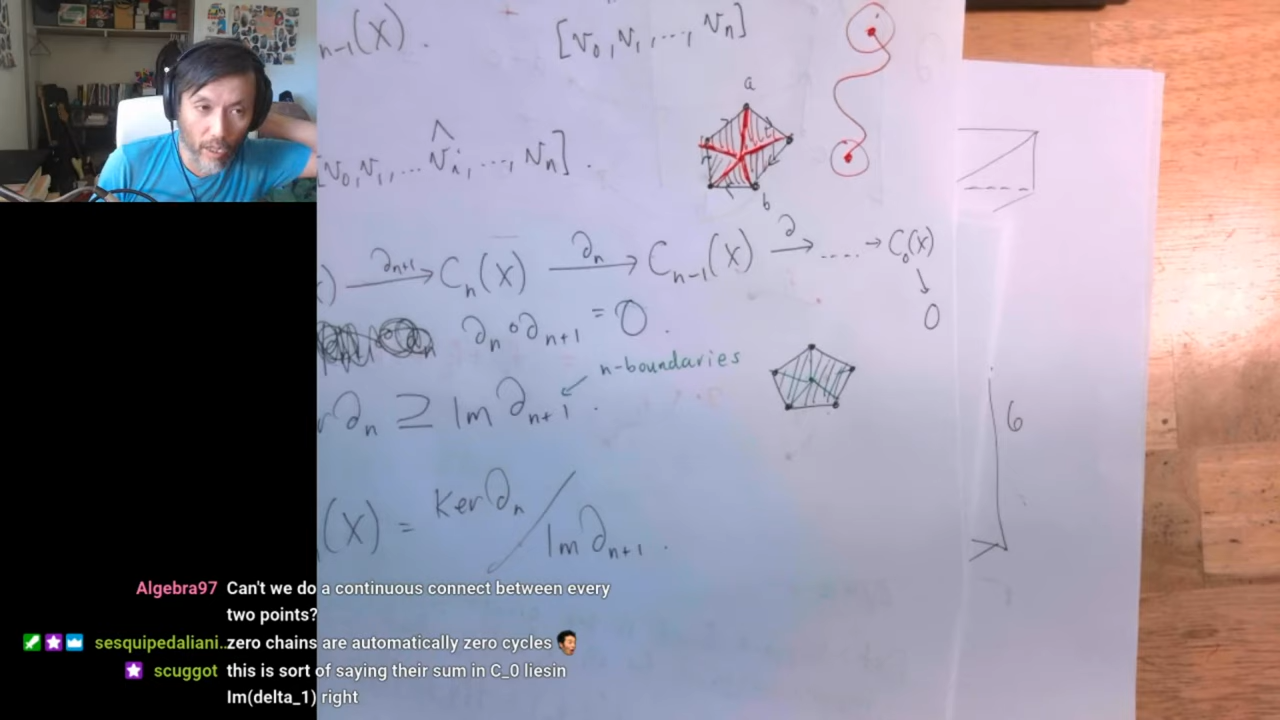 n-1(X). [v₀, v₁, ..., vₙ]
a
[v₀, v₁, ... v̂ᵢ, ..., vₙ].
b
) ∂ₙ₊₁→ Cₙ(X) ∂ₙ→ Cₙ₋₁(X) ∂→ .... → C₀(X)
↓
0
∂ₙ∘∂ₙ₊₁ = 0.
← n-boundaries
r∂ₙ ⊇ Im ∂ₙ₊₁.
6
(X) = Ker ∂ₙ / Im ∂ₙ₊₁.
Algebra97 Can't we do a continuous connect between every
two points?
sesquipedaliani.. zero chains are automatically zero cycles
scuggot this is sort of saying their sum in C_0 liesin
Im(delta_1) right